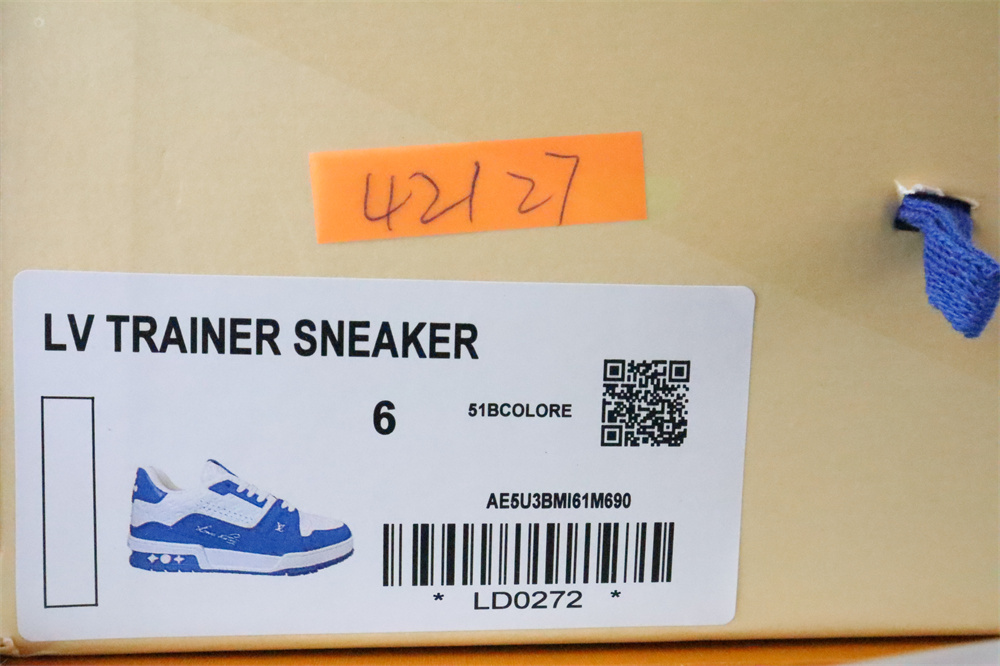 42127
LV TRAINER SNEAKER
6
51BCOLORE
AE5U3BMI61M690
* LD0272 *